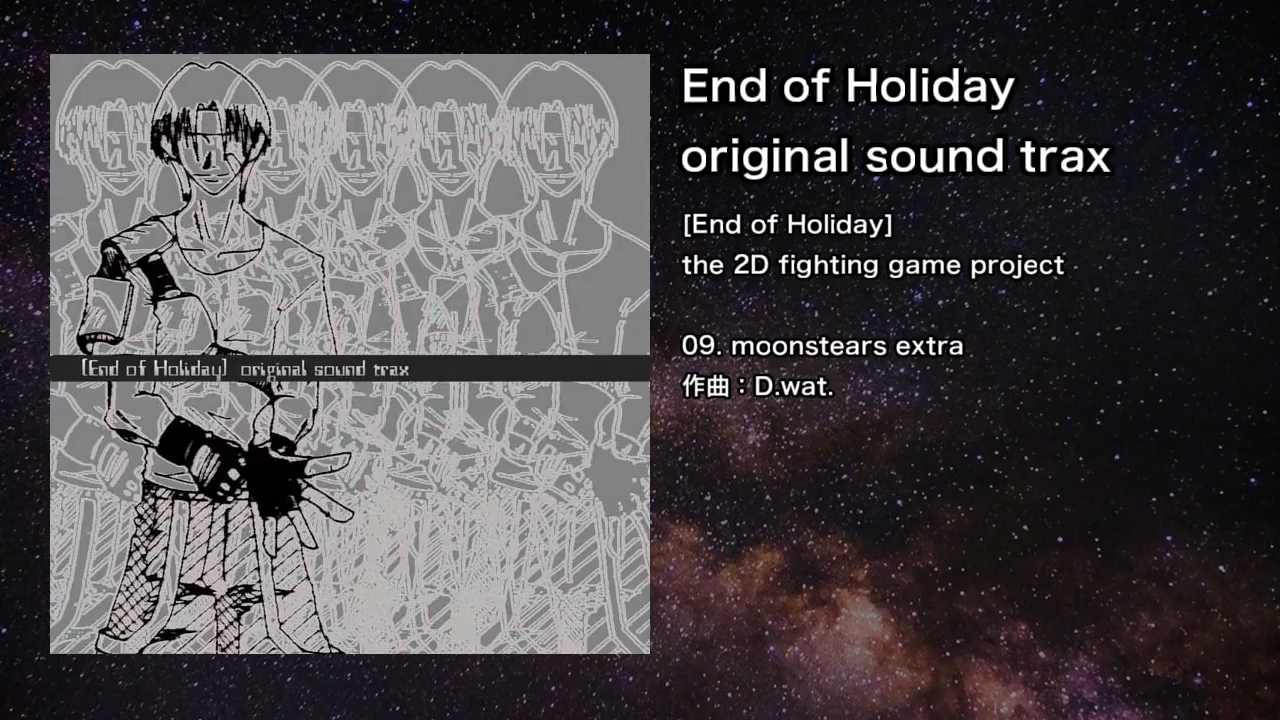 [End of Holiday] original sound trax
End of Holiday
original sound trax
[End of Holiday]
the 2D fighting game project
09. moonstears extra
作曲：D.wat.